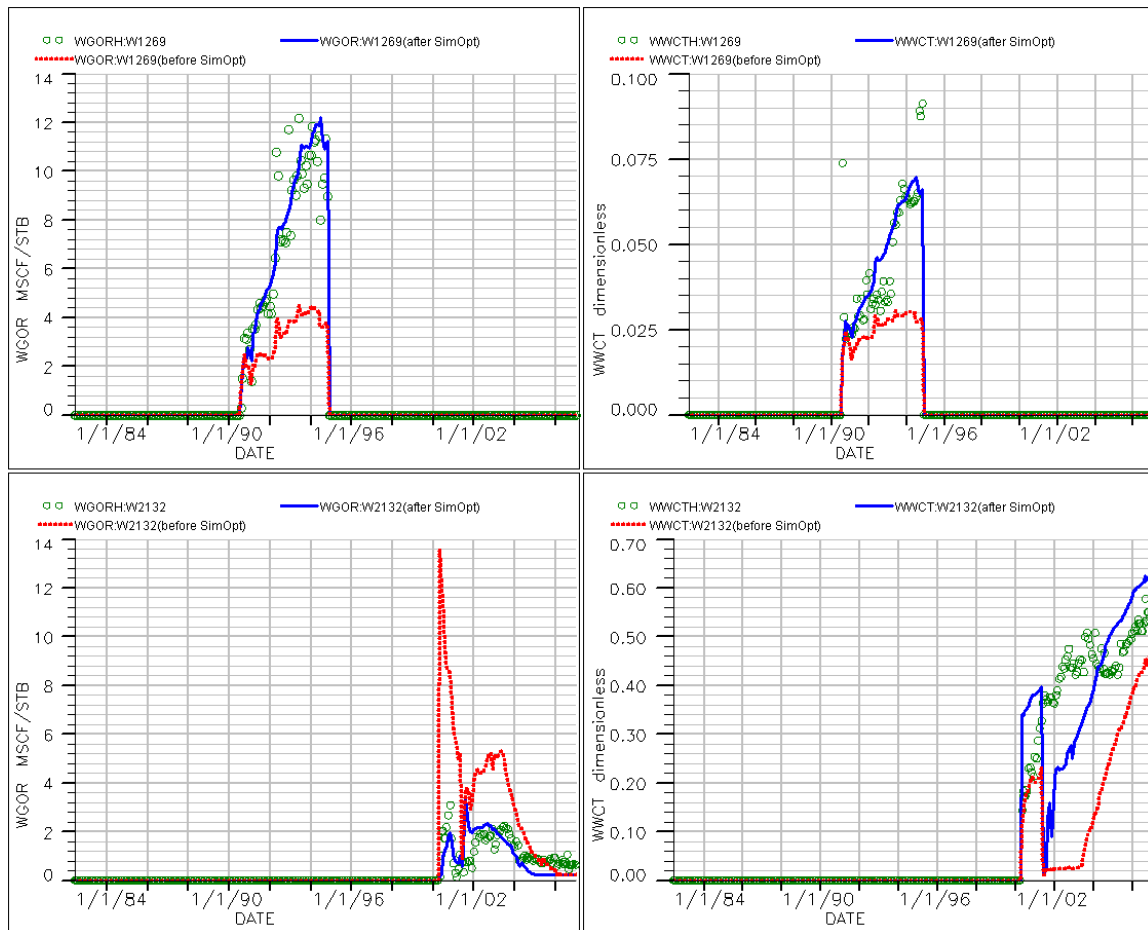 WGORH:W1269 WGOR:W1269(after SimOpt)
WGOR:W1269(before SimOpt)
14
12
10
8
6
4
2
0
WGOR MSCF/STB
1/1/84 1/1/90 1/1/96 1/1/02
DATE
WWCTH:W1269 WWCT:W1269(after SimOpt)
WWCT:W1269(before SimOpt)
0.100
0.075
0.050
0.025
0.000
WWCT dimensionless
1/1/84 1/1/90 1/1/96 1/1/02
DATE
WGORH:W2132 WGOR:W2132(after SimOpt)
WGOR:W2132(before SimOpt)
14
12
10
8
6
4
2
0
WGOR MSCF/STB
1/1/84 1/1/90 1/1/96 1/1/02
DATE
WWCTH:W2132 WWCT:W2132(after SimOpt)
WWCT:W2132(before SimOpt)
0.70
0.60
0.50
0.40
0.30
0.20
0.10
0.00
WWCT dimensionless
1/1/84 1/1/90 1/1/96 1/1/02
DATE